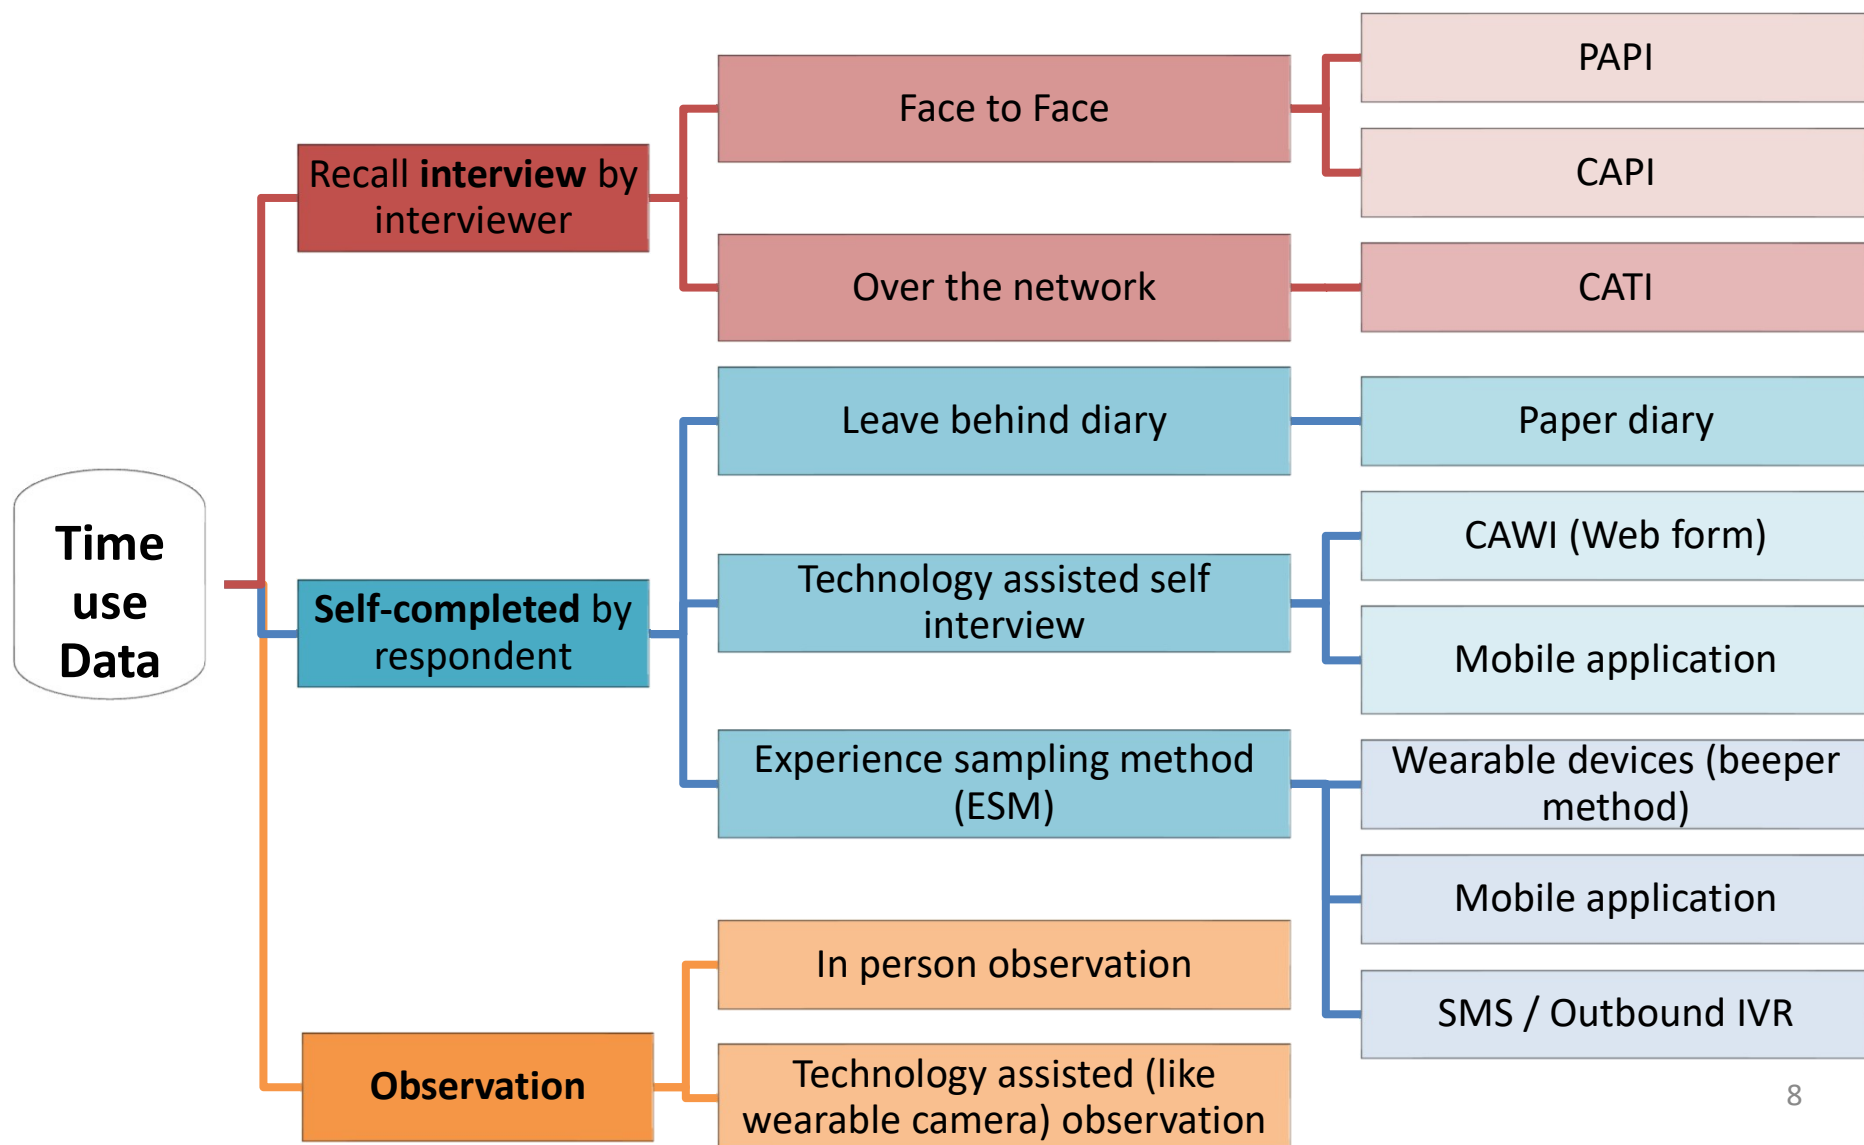 Time
use
Data
Recall interview by
interviewer
Face to Face
PAPI
CAPI
Over the network
CATI
Self-completed by
respondent
Leave behind diary
Paper diary
Technology assisted self
interview
CAWI (Web form)
Mobile application
Experience sampling method
(ESM)
Wearable devices (beeper
method)
Mobile application
SMS / Outbound IVR
Observation
In person observation
Technology assisted (like
wearable camera) observation
8